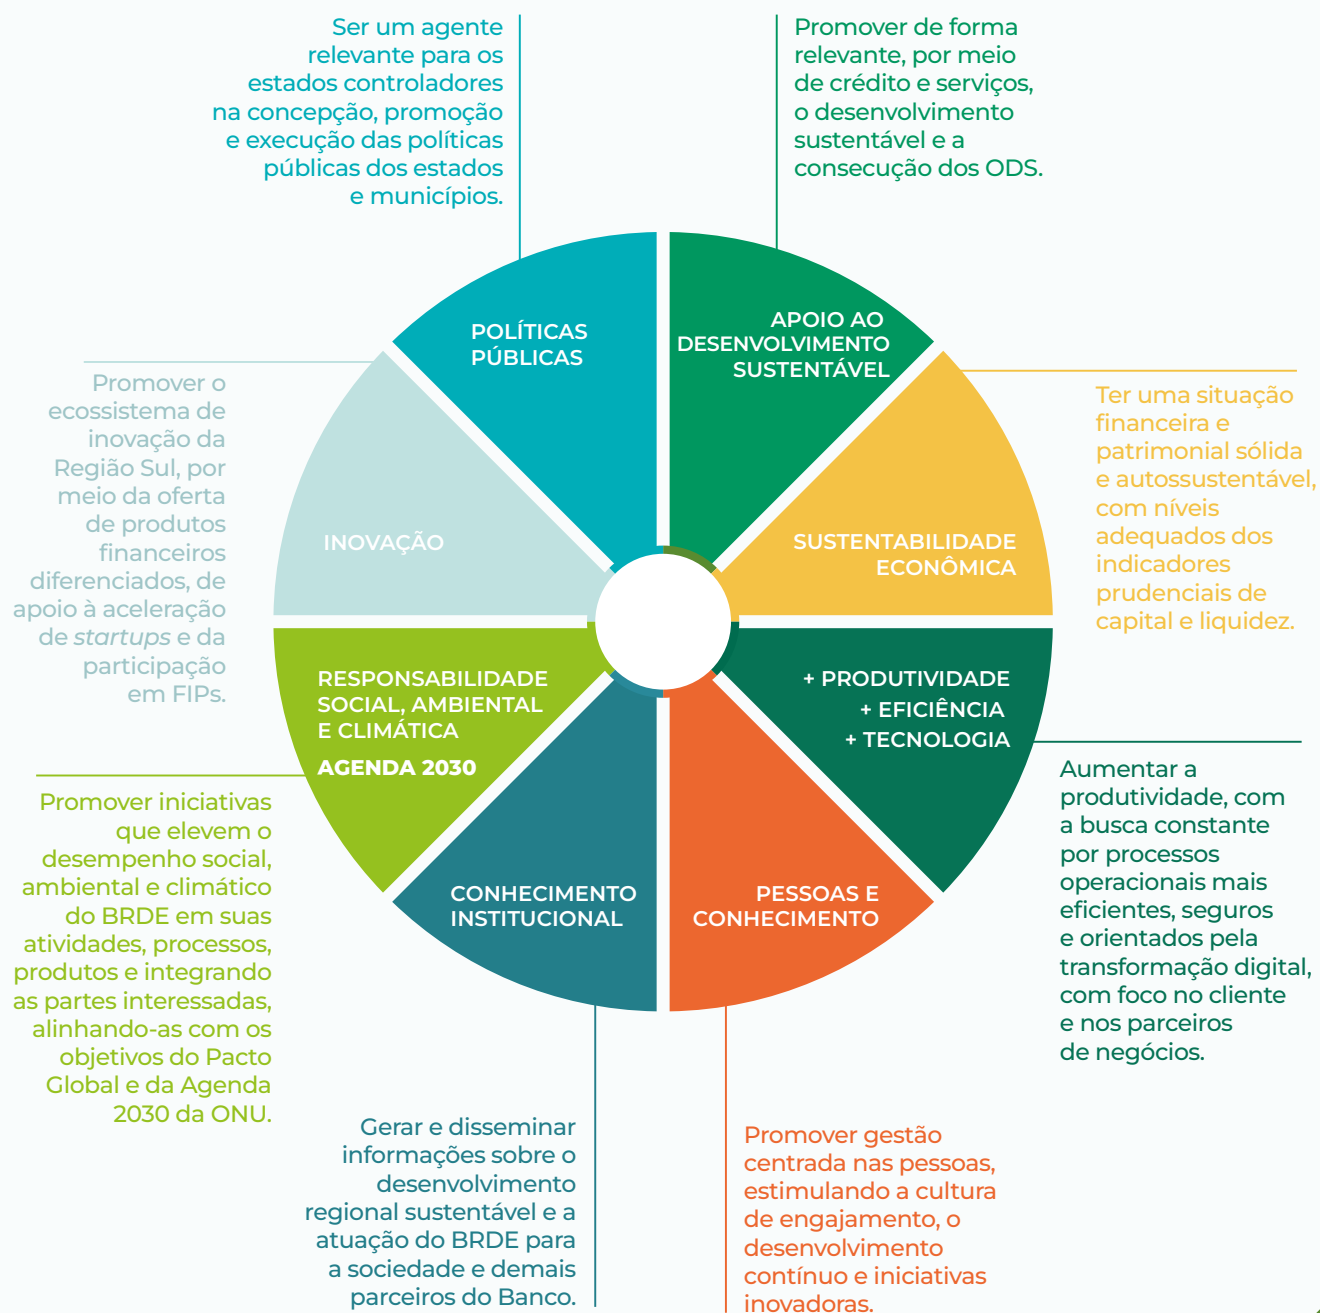 Ser um agente
relevante para os
estados controladores
na concepção, promoção
e execução das políticas
públicas dos estados
e municípios.
Promover de forma
relevante, por meio
de crédito e serviços,
o desenvolvimento
sustentável e a
consecução dos ODS.
POLÍTICAS
PÚBLICAS
APOIO AO
DESENVOLVIMENTO
SUSTENTÁVEL
Promover o
ecossistema de
inovação da
Região Sul, por
meio da oferta
de produtos
financeiros
diferenciados, de
apoio à aceleração
de startups e da
participação
em FIPs.
INOVAÇÃO
SUSTENTABILIDADE
ECONÔMICA
Ter uma situação
financeira e
patrimonial sólida
e autossustentável,
com níveis
adequados dos
indicadores
prudenciais de
capital e liquidez.
RESPONSABILIDADE
SOCIAL, AMBIENTAL
E CLIMÁTICA
AGENDA 2030
+ PRODUTIVIDADE
+ EFICIÊNCIA
+ TECNOLOGIA
Promover iniciativas
que elevem o
desempenho social,
ambiental e climático
do BRDE em suas
atividades, processos,
produtos e integrando
as partes interessadas,
alinhando-as com os
objetivos do Pacto
Global e da Agenda
2030 da ONU.
CONHECIMENTO
INSTITUCIONAL
PESSOAS E
CONHECIMENTO
Aumentar a
produtividade, com
a busca constante
por processos
operacionais mais
eficientes, seguros
e orientados pela
transformação digital,
com foco no cliente
e nos parceiros
de negócios.
Gerar e disseminar
informações sobre o
desenvolvimento
regional sustentável e a
atuação do BRDE para
a sociedade e demais
parceiros do Banco.
Promover gestão
centrada nas pessoas,
estimulando a cultura
de engajamento, o
desenvolvimento
contínuo e iniciativas
inovadoras.